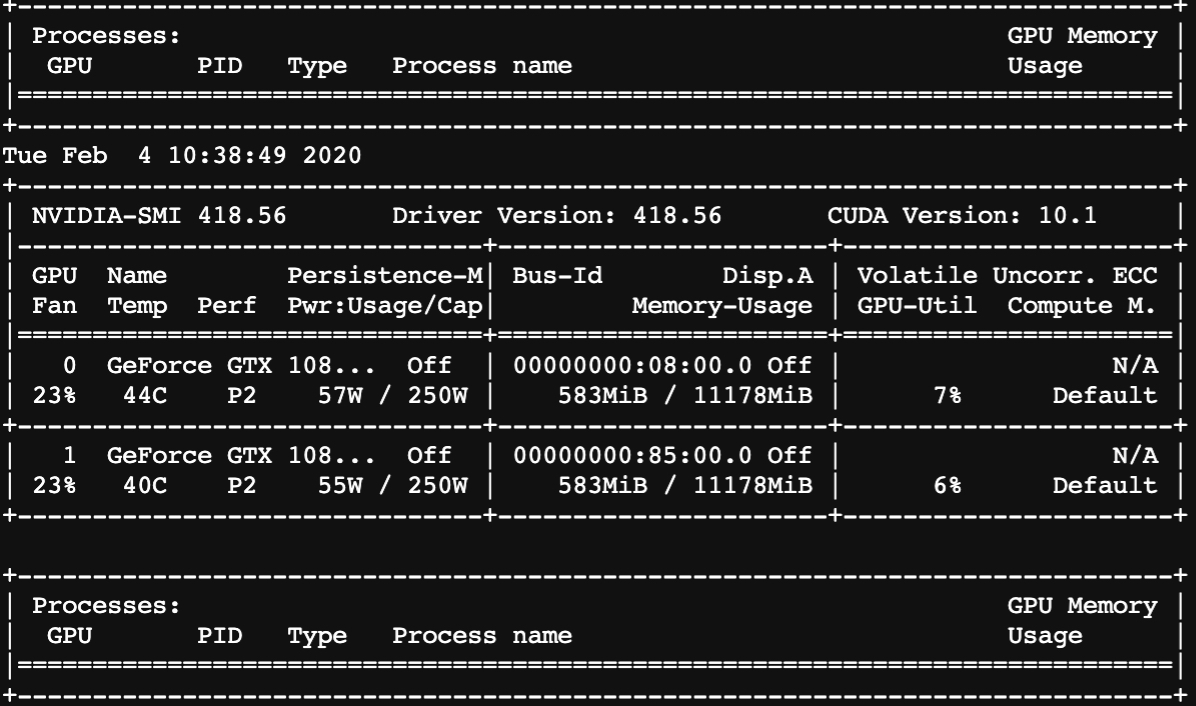 +-----------------------------------------------------------------------------+
| Processes:                                                       GPU Memory |
|  GPU       PID   Type   Process name                             Usage      |
|=============================================================================|
+-----------------------------------------------------------------------------+
Tue Feb  4 10:38:49 2020
+-----------------------------------------------------------------------------+
| NVIDIA-SMI 418.56       Driver Version: 418.56       CUDA Version: 10.1     |
|-------------------------------+----------------------+----------------------+
| GPU  Name        Persistence-M| Bus-Id        Disp.A | Volatile Uncorr. ECC |
| Fan  Temp  Perf  Pwr:Usage/Cap|         Memory-Usage | GPU-Util  Compute M. |
|===============================+======================+======================|
|   0  GeForce GTX 108...  Off  | 00000000:08:00.0 Off |                  N/A |
| 23%   44C    P2    57W / 250W |    583MiB / 11178MiB |      7%      Default |
+-------------------------------+----------------------+----------------------+
|   1  GeForce GTX 108...  Off  | 00000000:85:00.0 Off |                  N/A |
| 23%   40C    P2    55W / 250W |    583MiB / 11178MiB |      6%      Default |
+-------------------------------+----------------------+----------------------+

+-----------------------------------------------------------------------------+
| Processes:                                                       GPU Memory |
|  GPU       PID   Type   Process name                             Usage      |
|=============================================================================|
+-----------------------------------------------------------------------------+